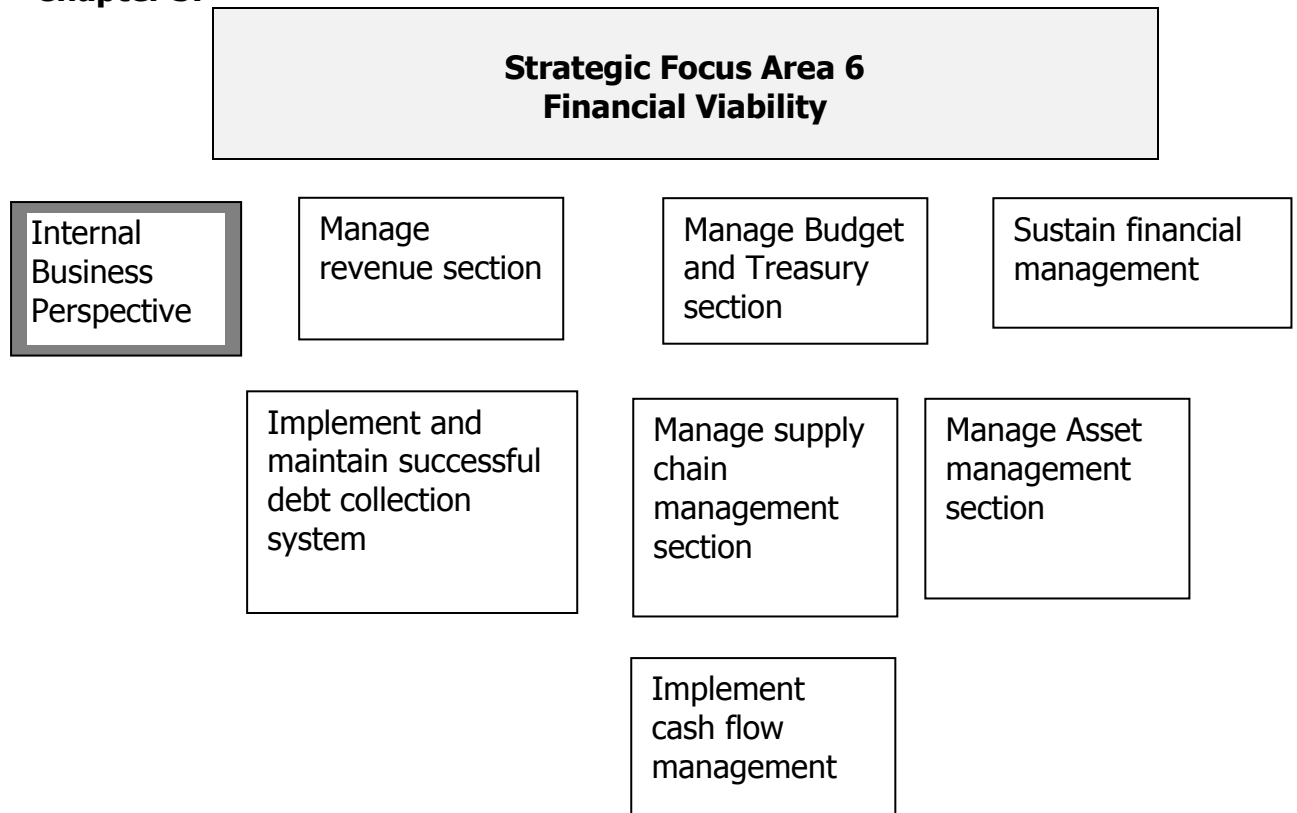 Strategic Focus Area 6
Financial Viability
Internal
Business
Perspective
Manage
revenue section
Manage Budget
and Treasury
section
Sustain financial
management
Implement and
maintain successful
debt collection
system
Manage supply
chain
management
section
Manage Asset
management
section
Implement
cash flow
management